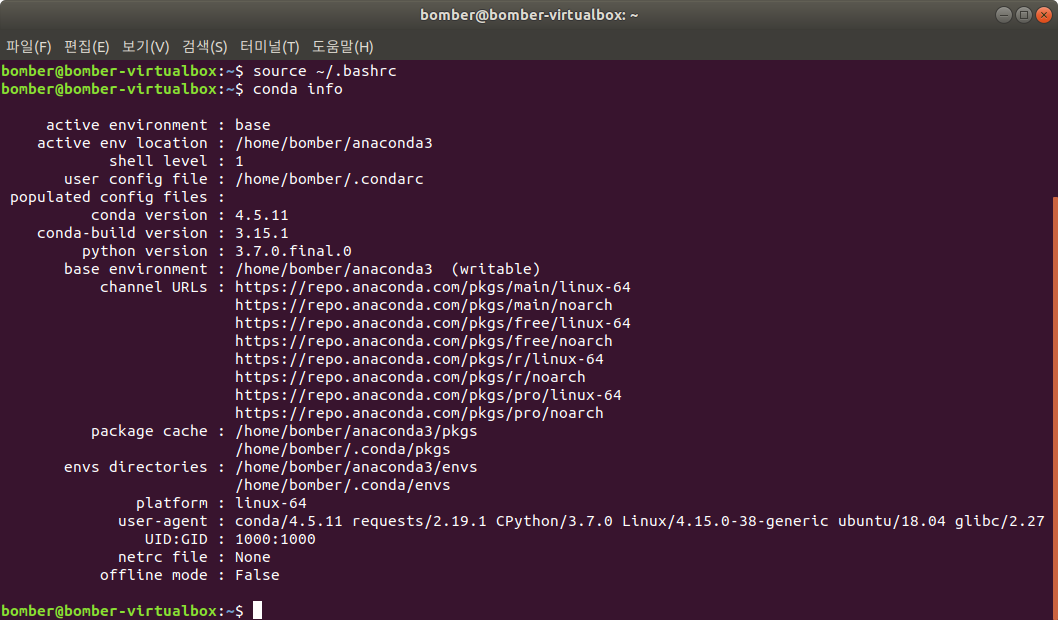 bomber@bomber-virtualbox: ~
파일(F) 편집(E) 보기(V) 검색(S) 터미널(T) 도움말(H)
bomber@bomber-virtualbox:~$ source ~/.bashrc
bomber@bomber-virtualbox:~$ conda info
active environment : base
active env location : /home/bomber/anaconda3
shell level : 1
user config file : /home/bomber/.condarc
populated config files :
conda version : 4.5.11
conda-build version : 3.15.1
python version : 3.7.0.final.0
base environment : /home/bomber/anaconda3  (writable)
channel URLs : https://repo.anaconda.com/pkgs/main/linux-64
https://repo.anaconda.com/pkgs/main/noarch
https://repo.anaconda.com/pkgs/free/linux-64
https://repo.anaconda.com/pkgs/free/noarch
https://repo.anaconda.com/pkgs/r/linux-64
https://repo.anaconda.com/pkgs/r/noarch
https://repo.anaconda.com/pkgs/pro/linux-64
https://repo.anaconda.com/pkgs/pro/noarch
package cache : /home/bomber/anaconda3/pkgs
/home/bomber/.conda/pkgs
envs directories : /home/bomber/anaconda3/envs
/home/bomber/.conda/envs
platform : linux-64
user-agent : conda/4.5.11 requests/2.19.1 CPython/3.7.0 Linux/4.15.0-38-generic ubuntu/18.04 glibc/2.27
UID:GID : 1000:1000
netrc file : None
offline mode : False
bomber@bomber-virtualbox:~$